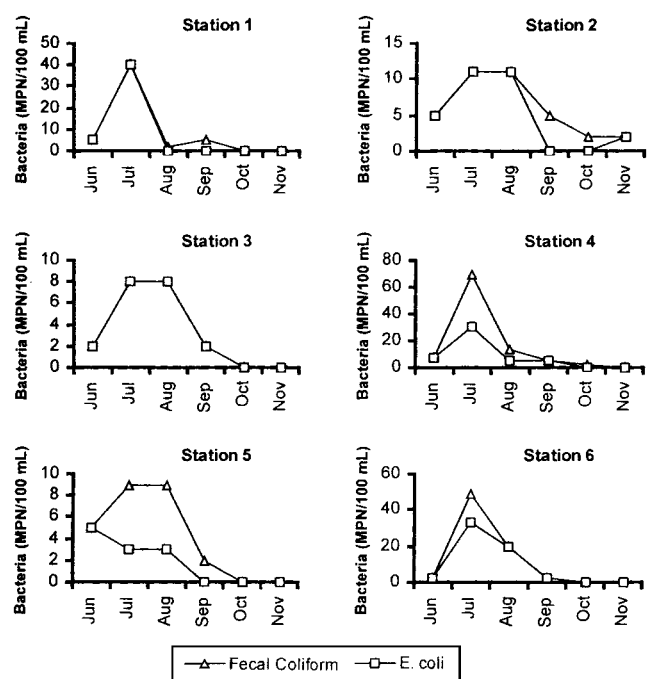 Station 1
Bacteria (MPN/100 mL)
50
40
30
20
10
0
Jun Jul Aug Sep Oct Nov
Station 2
Bacteria (MPN/100 mL)
15
10
5
0
Jun Jul Aug Sep Oct Nov
Station 3
Bacteria (MPN/100 mL)
8
6
4
2
0
Jun Jul Aug Sep Oct Nov
Station 4
Bacteria (MPN/100 mL)
80
60
40
20
0
Jun Jul Aug Sep Oct Nov
Station 5
Bacteria (MPN/100 mL)
10
8
6
4
2
0
Jun Jul Aug Sep Oct Nov
Station 6
Bacteria (MPN/100 mL)
60
40
20
0
Jun Jul Aug Sep Oct Nov
Fecal Coliform E. coli